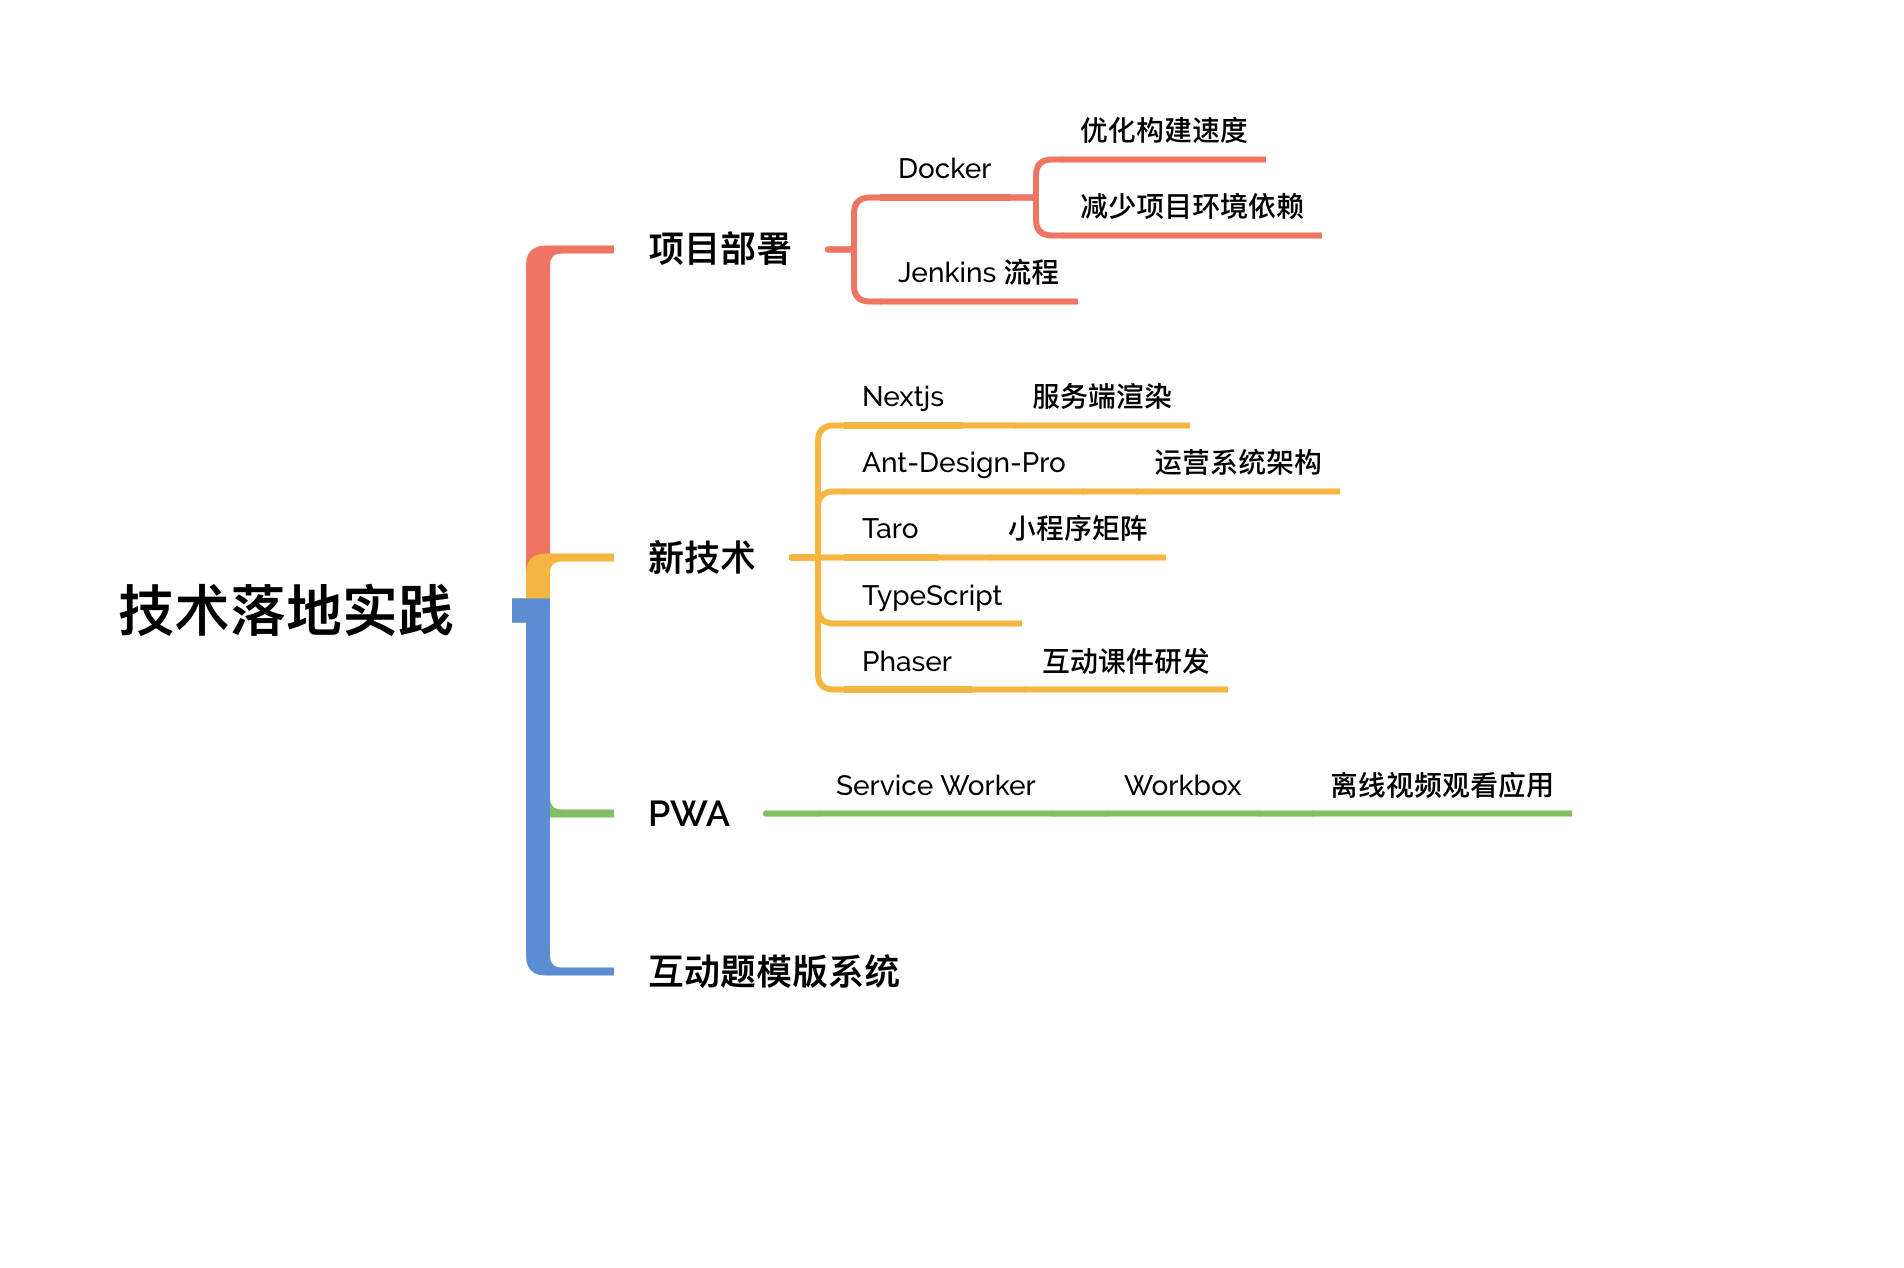 技术落地实践
项目部署
Docker
优化构建速度
减少项目环境依赖
Jenkins 流程
新技术
Nextjs
服务端渲染
Ant-Design-Pro
运营系统架构
Taro
小程序矩阵
TypeScript
Phaser
互动课件研发
PWA
Service Worker
Workbox
离线视频观看应用
互动题模版系统